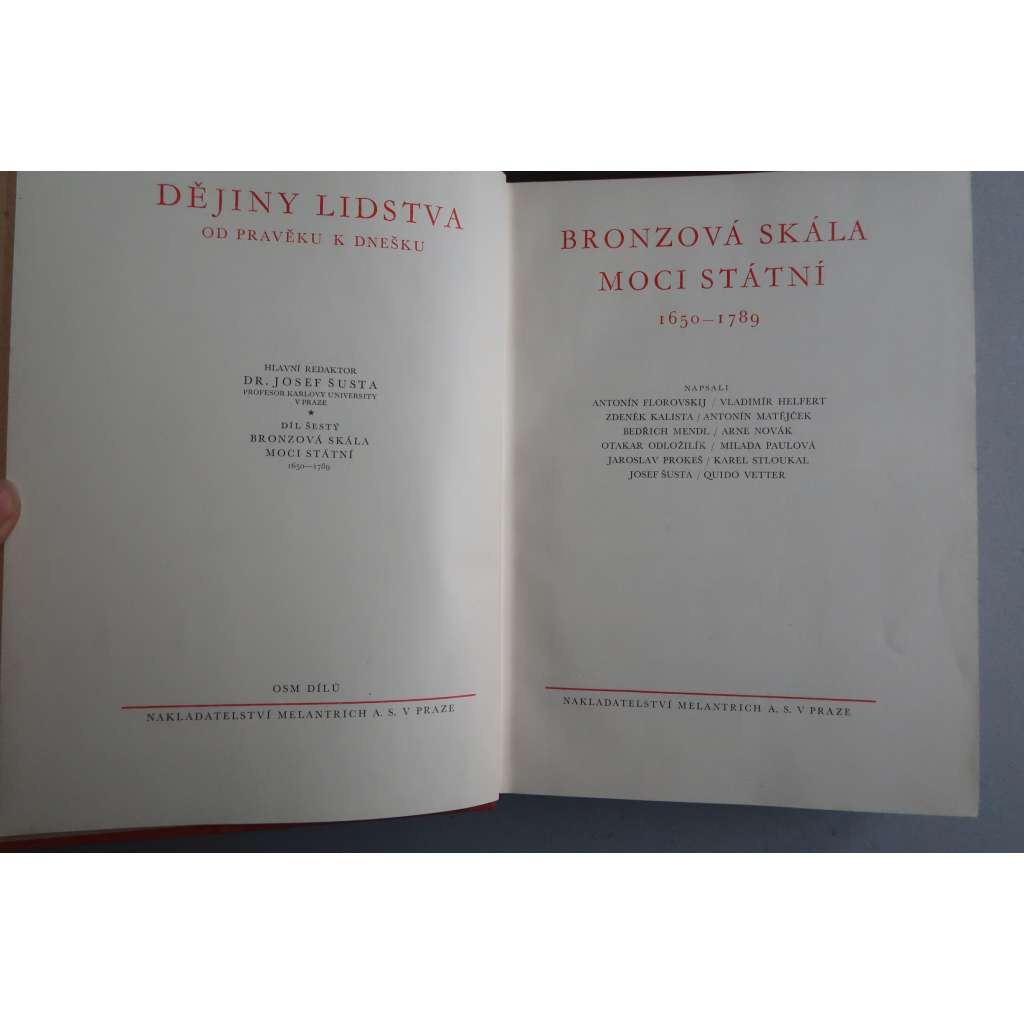 DĚJINY LIDSTVA
OD PRAVĚKU K DNEŠKU
HLAVNÍ REDAKTOR
DR. JOSEF ŠUSTA
PROFESOR KARLOVY UNIVERSITY
V PRAZE
★
DÍL ŠESTÝ
BRONZOVÁ SKÁLA
MOCI STÁTNÍ
1650—1789
OSM DÍLŮ
NAKLADATELSTVÍ MELANTRICH A. S. V PRAZE
BRONZOVÁ SKÁLA
MOCI STÁTNÍ
1650—1789
NAPSALI
ANTONÍN FLOROVSKIJ / VLADIMÍR HELFERT
ZDENĚK KALISTA / ANTONÍN MATĚJČEK
BEDŘICH MENDL / ARNE NOVÁK
OTAKAR ODLOŽILÍK / MILADA PAULOVÁ
JAROSLAV PROKEŠ / KAREL STLOUKAL
JOSEF ŠUSTA / QUIDO VETTER
NAKLADATELSTVÍ MELANTRICH A. S. V PRAZE